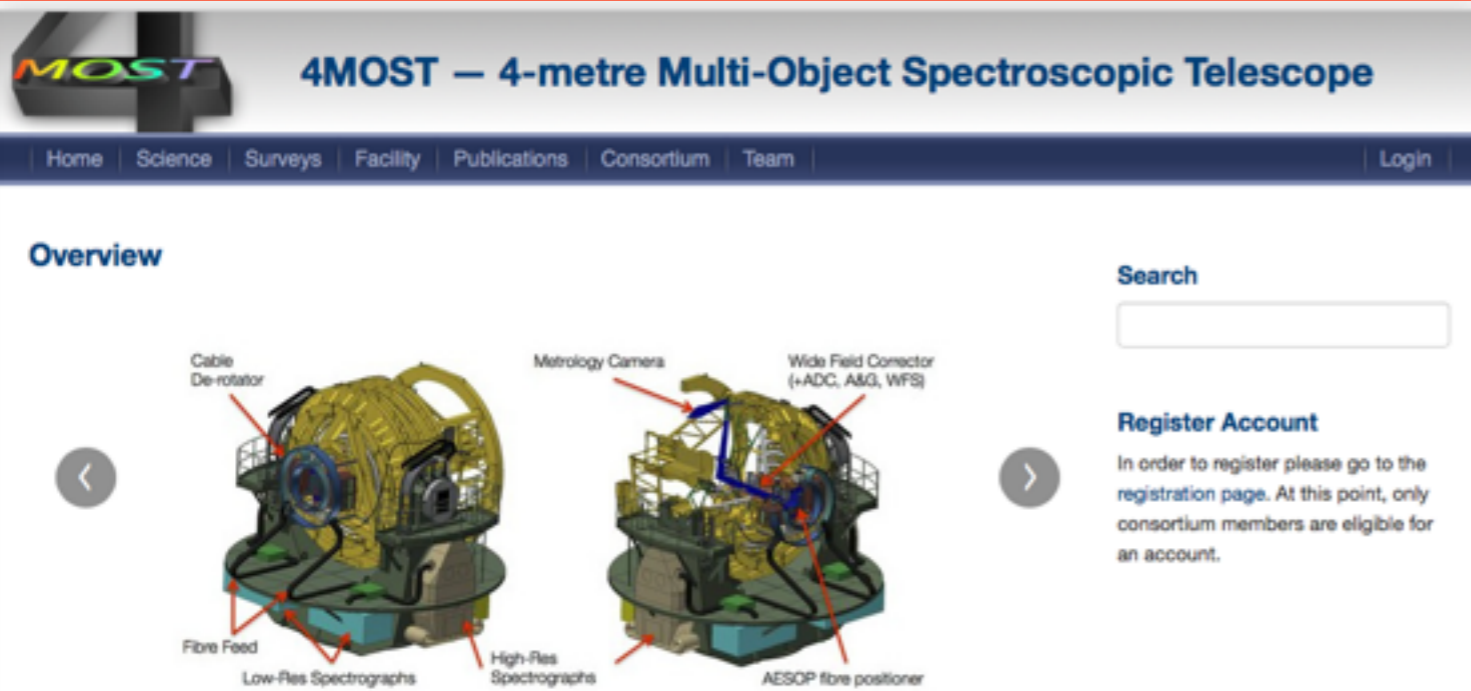 4MOST
4MOST — 4-metre Multi-Object Spectroscopic Telescope
Home Science Surveys Facility Publications Consortium Team Login
Overview
Search
Cable
De-rotator
Metrology Camera
Wide Field Corrector
(+ADC, A&G, WFS)
Fibre Feed
Low-Res Spectrographs
High-Res
Spectrographs
AESOP fibre positioner
Register Account
In order to register please go to the
registration page. At this point, only
consortium members are eligible for
an account.